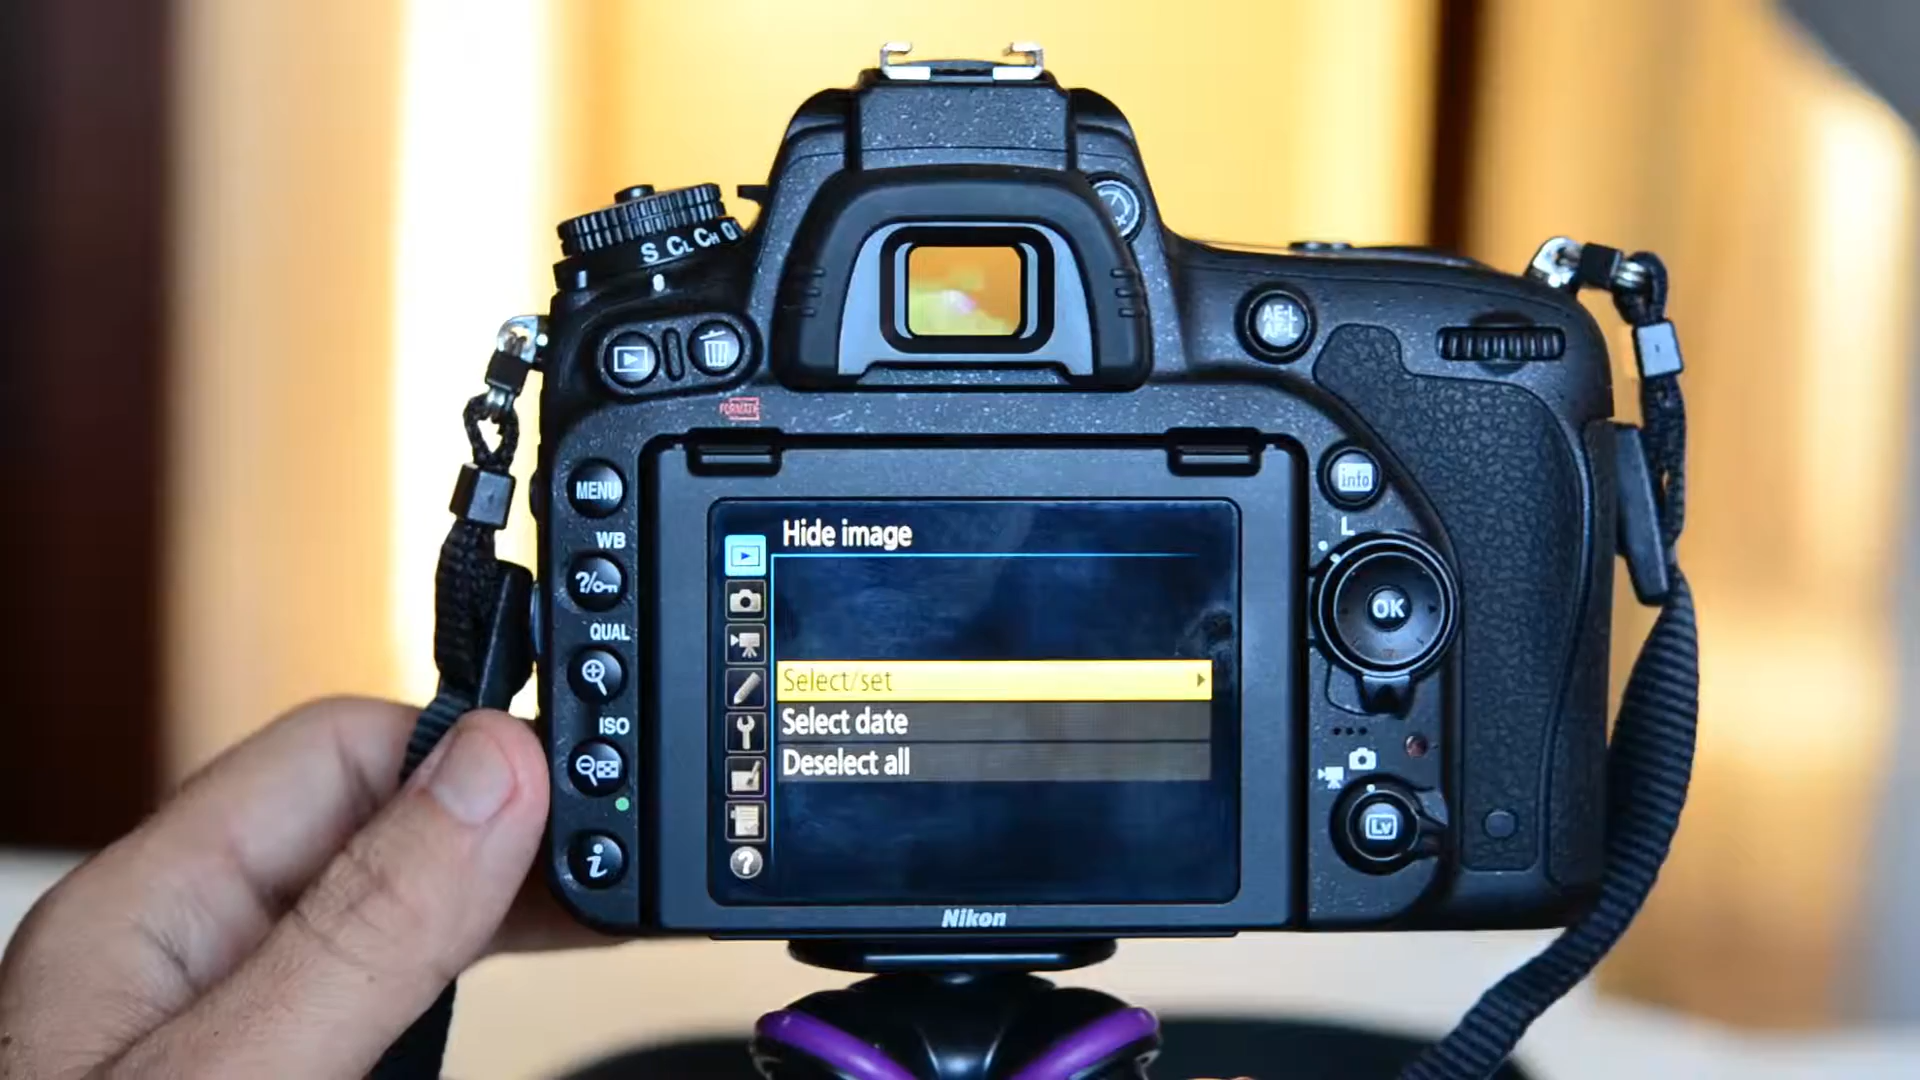 S CL CH Q
AE-L
AF-L
FORMAT
MENU
info
WB
L
Hide image
?/
QUAL
OK
Select/set
Select date
ISO
Deselect all
Lv
i
?
Nikon